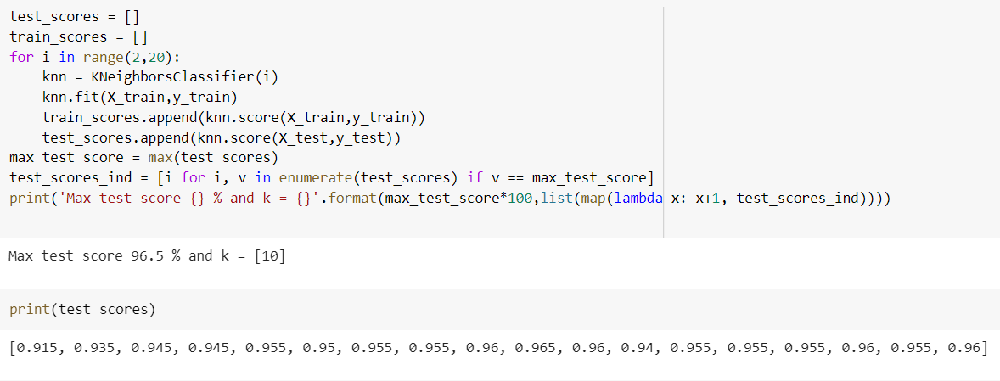 test_scores = []
train_scores = []
for i in range(2,20):
    knn = KNeighborsClassifier(i)
    knn.fit(X_train,y_train)
    train_scores.append(knn.score(X_train,y_train))
    test_scores.append(knn.score(X_test,y_test))
max_test_score = max(test_scores)
test_scores_ind = [i for i, v in enumerate(test_scores) if v == max_test_score]
print('Max test score {} % and k = {}'.format(max_test_score*100,list(map(lambda x: x+1, test_scores_ind))))
Max test score 96.5 % and k = [10]
print(test_scores)
[0.915, 0.935, 0.945, 0.945, 0.955, 0.95, 0.955, 0.955, 0.96, 0.965, 0.96, 0.94, 0.955, 0.955, 0.955, 0.96, 0.955, 0.96]